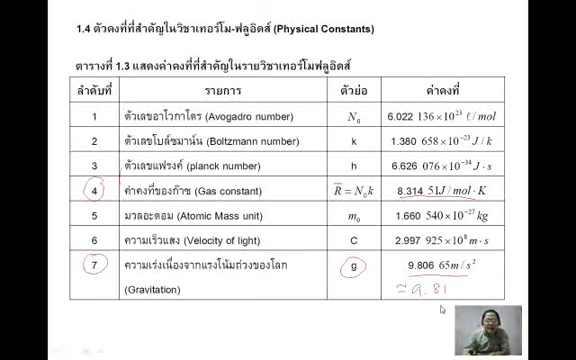 1.4 ตัวคงที่ที่สำคัญในวิชาเทอร์โม-ฟลูอิดส์ (Physical Constants)
ตารางที่ 1.3 แสดงค่าคงที่ที่สำคัญในรายวิชาเทอร์โมฟลูอิดส์
ลำดับที่ รายการ ตัวย่อ ค่าคงที่
1 ตัวเลขอาโวกาโดร (Avogadro number) N₀ 6.022 136×10²³ ℓ/mol
2 ตัวเลขโบล์ซมาน์น (Boltzmann number) k 1.380 658×10⁻²³ J/k
3 ตัวเลขแฟรงค์ (planck number) h 6.626 076×10⁻³⁴ J·s
4 ค่าคงที่ของก๊าซ (Gas constant) R̅ = N₀k 8.314 51J/mol·K
5 มวลอะตอม (Atomic Mass unit) m₀ 1.660 540×10⁻²⁷ kg
6 ความเร็วแสง (Velocity of light) C 2.997 925×10⁸ m·s
7 ความเร่งเนื่องจากแรงโน้มถ่วงของโลก g 9.806 65m/s²
(Gravitation) ≈ 9.81